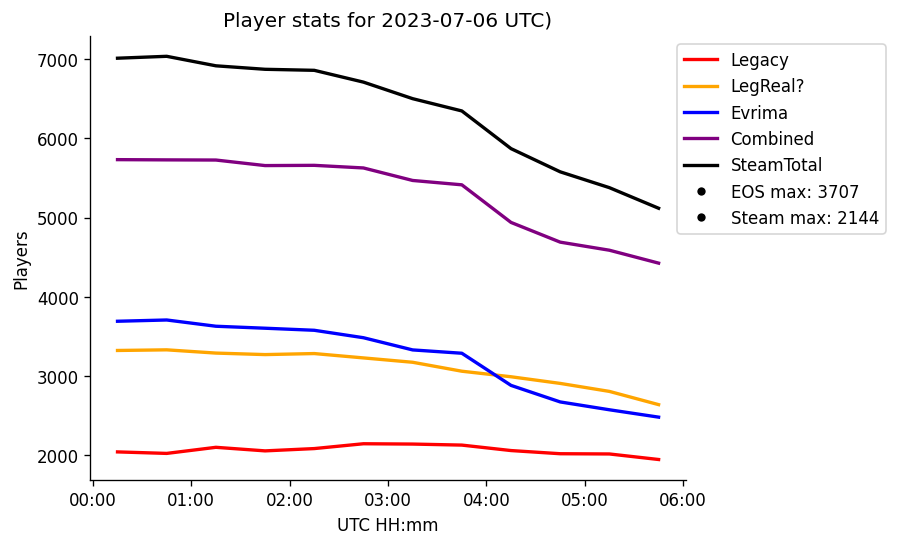 Player stats for 2023-07-06 UTC)
Players
7000
6000
5000
4000
3000
2000
00:00 01:00 02:00 03:00 04:00 05:00 06:00
UTC HH:mm
Legacy
LegReal?
Evrima
Combined
SteamTotal
EOS max: 3707
Steam max: 2144